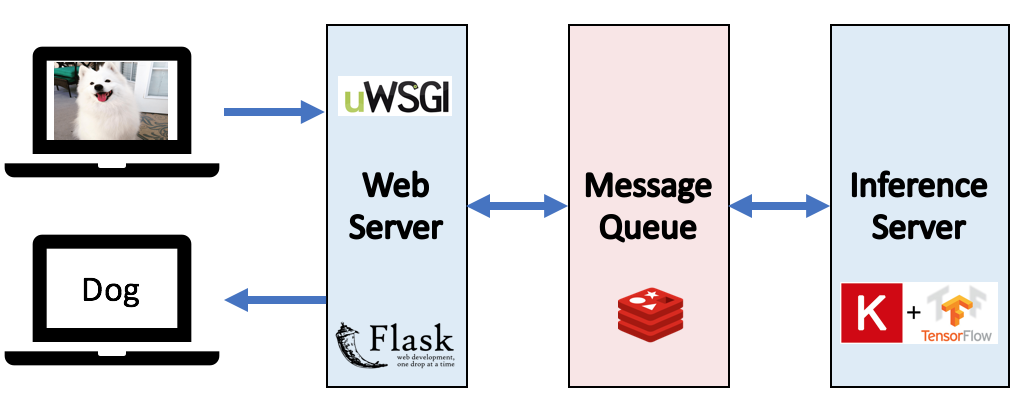 uWSGI
Web
Server
Flask
web development,
one drop at a time
Message
Queue
Inference
Server
K + TensorFlow
Dog